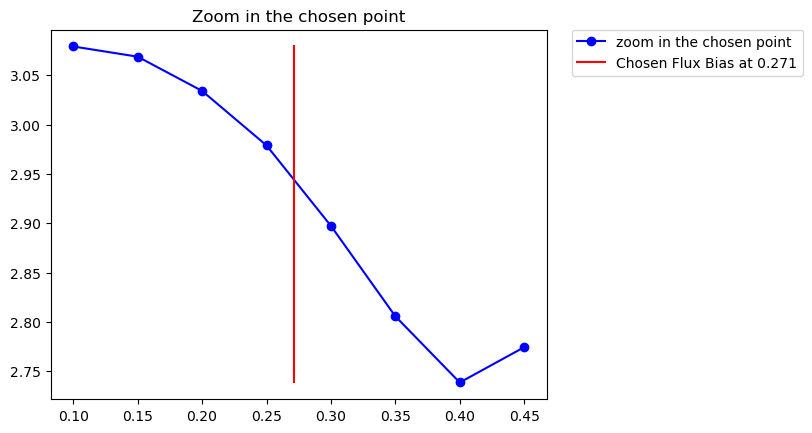 Zoom in the chosen point
zoom in the chosen point
Chosen Flux Bias at 0.271
3.05
3.00
2.95
2.90
2.85
2.80
2.75
0.10 0.15 0.20 0.25 0.30 0.35 0.40 0.45